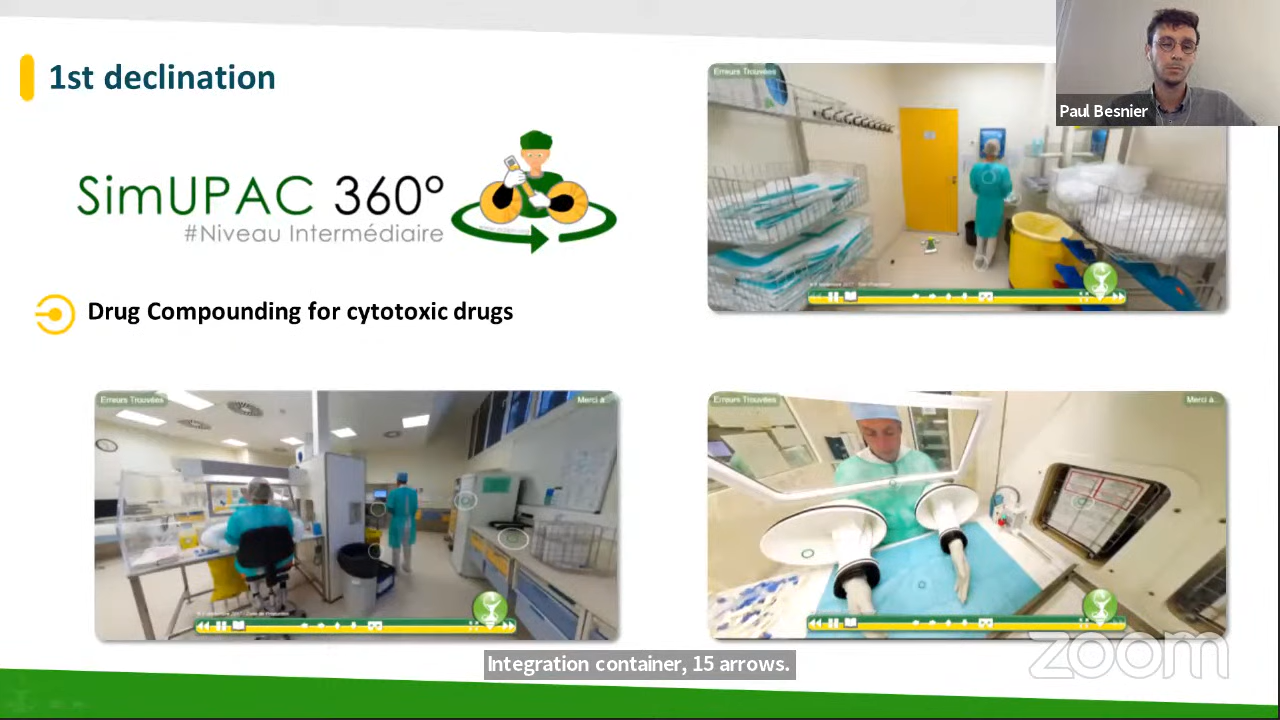 1st declination
SimUPAC 360°
#Niveau Intermédiaire
Drug Compounding for cytotoxic drugs
Erreurs Trouvées
Paul Besnier
Erreurs Trouvées
Merci à...
Erreurs Trouvées
Merci à...
Integration container, 15 arrows.
zoom